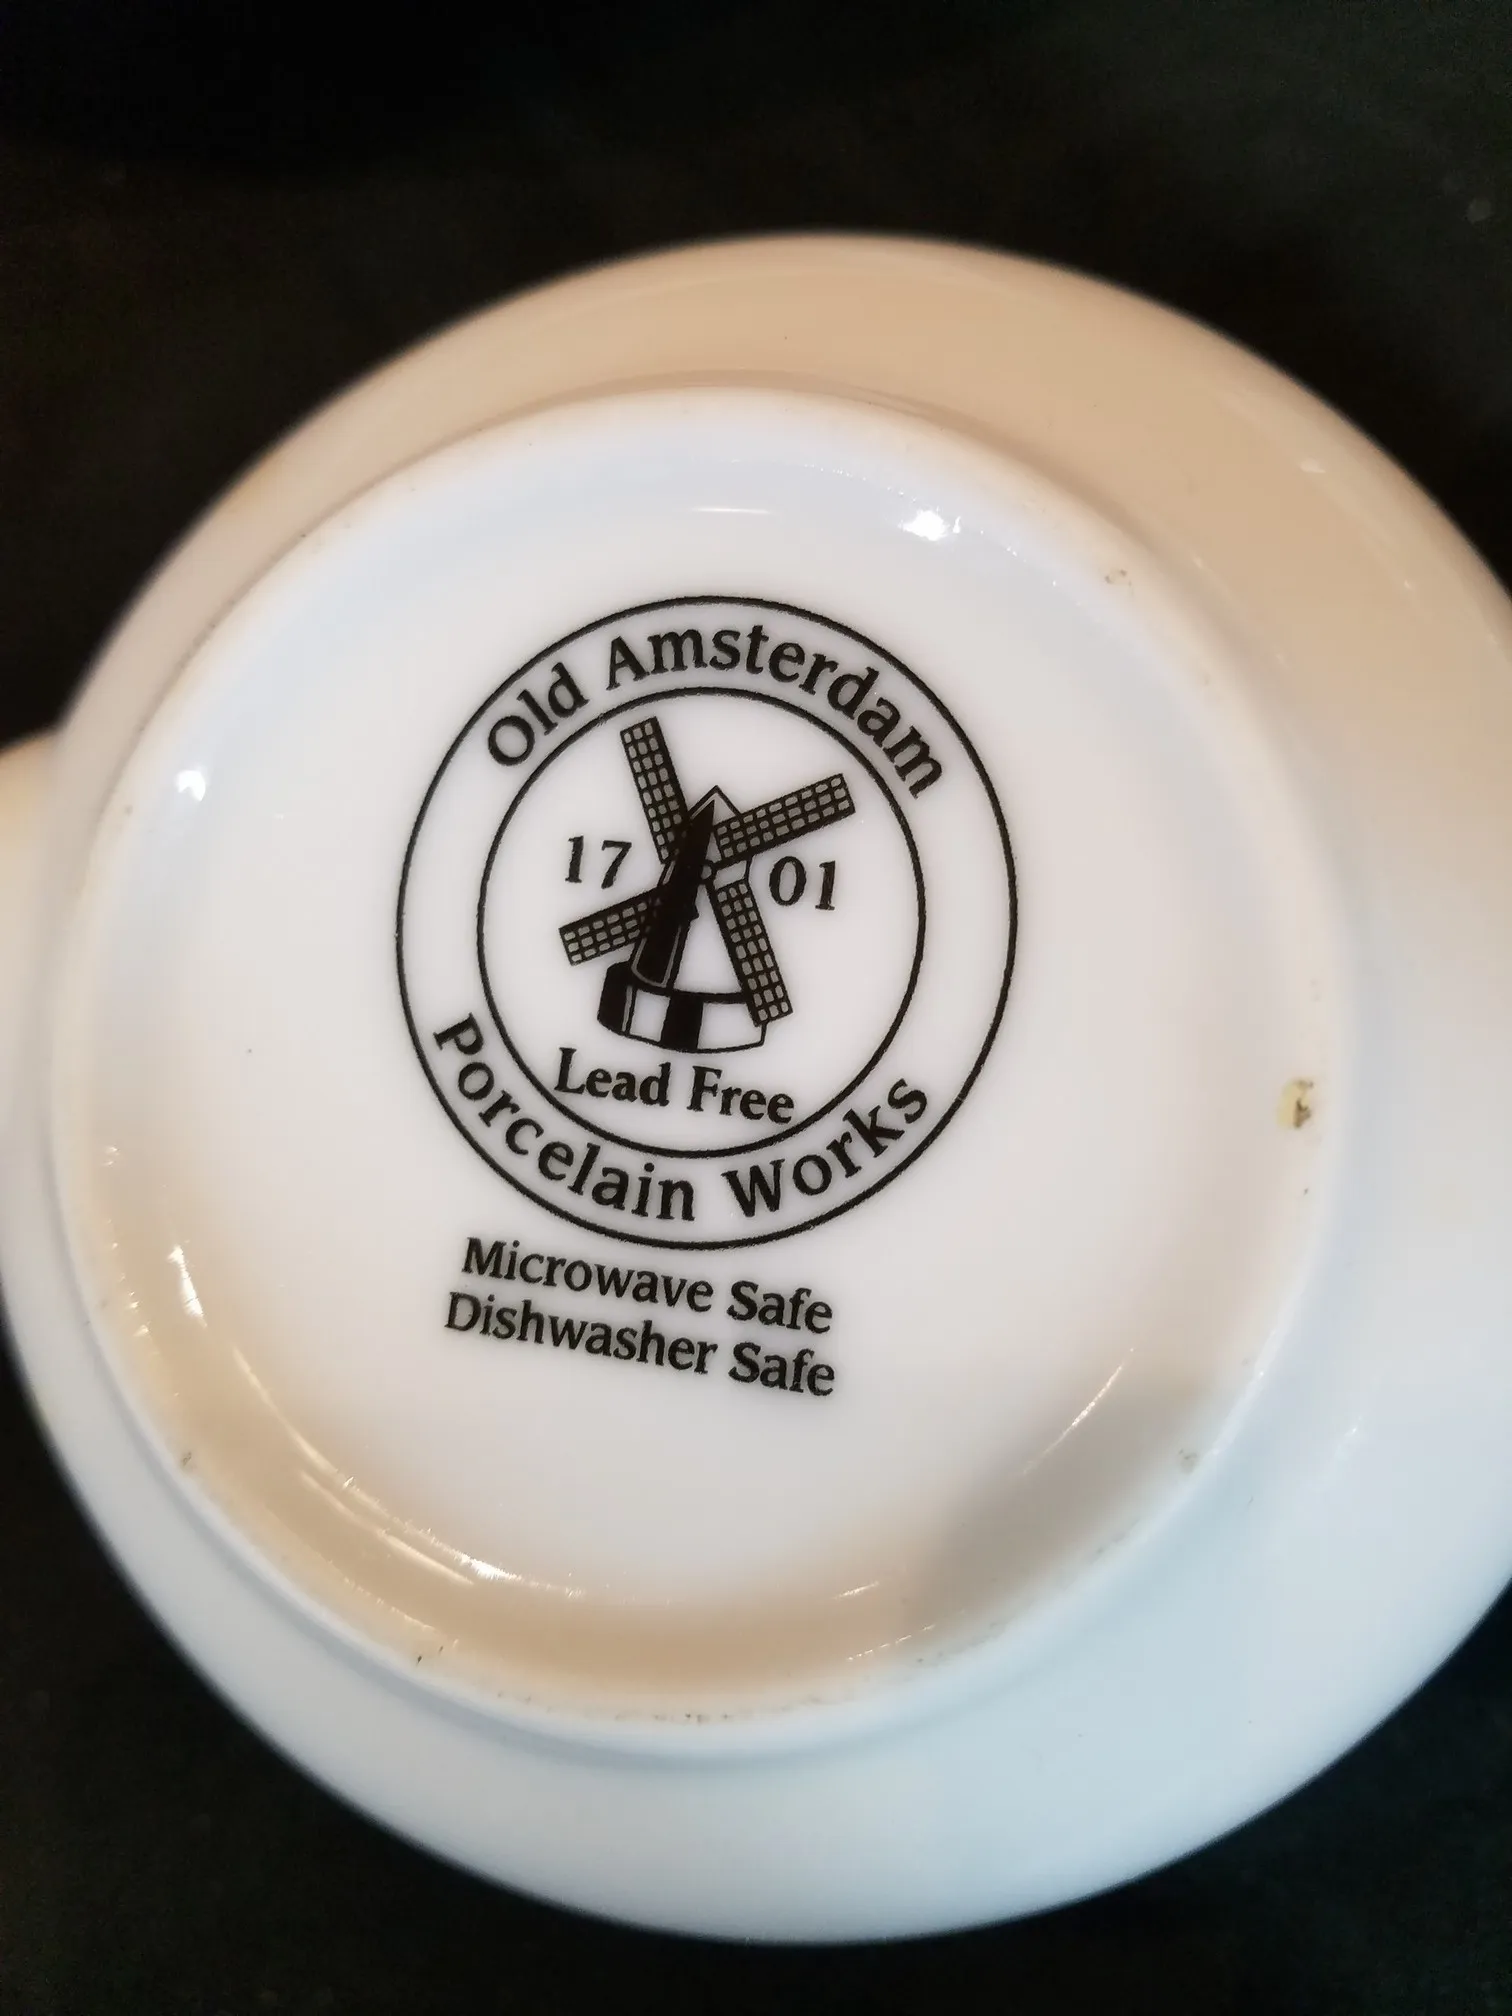 Old Amsterdam
17 01
Lead Free
Porcelain Works
Microwave Safe
Dishwasher Safe